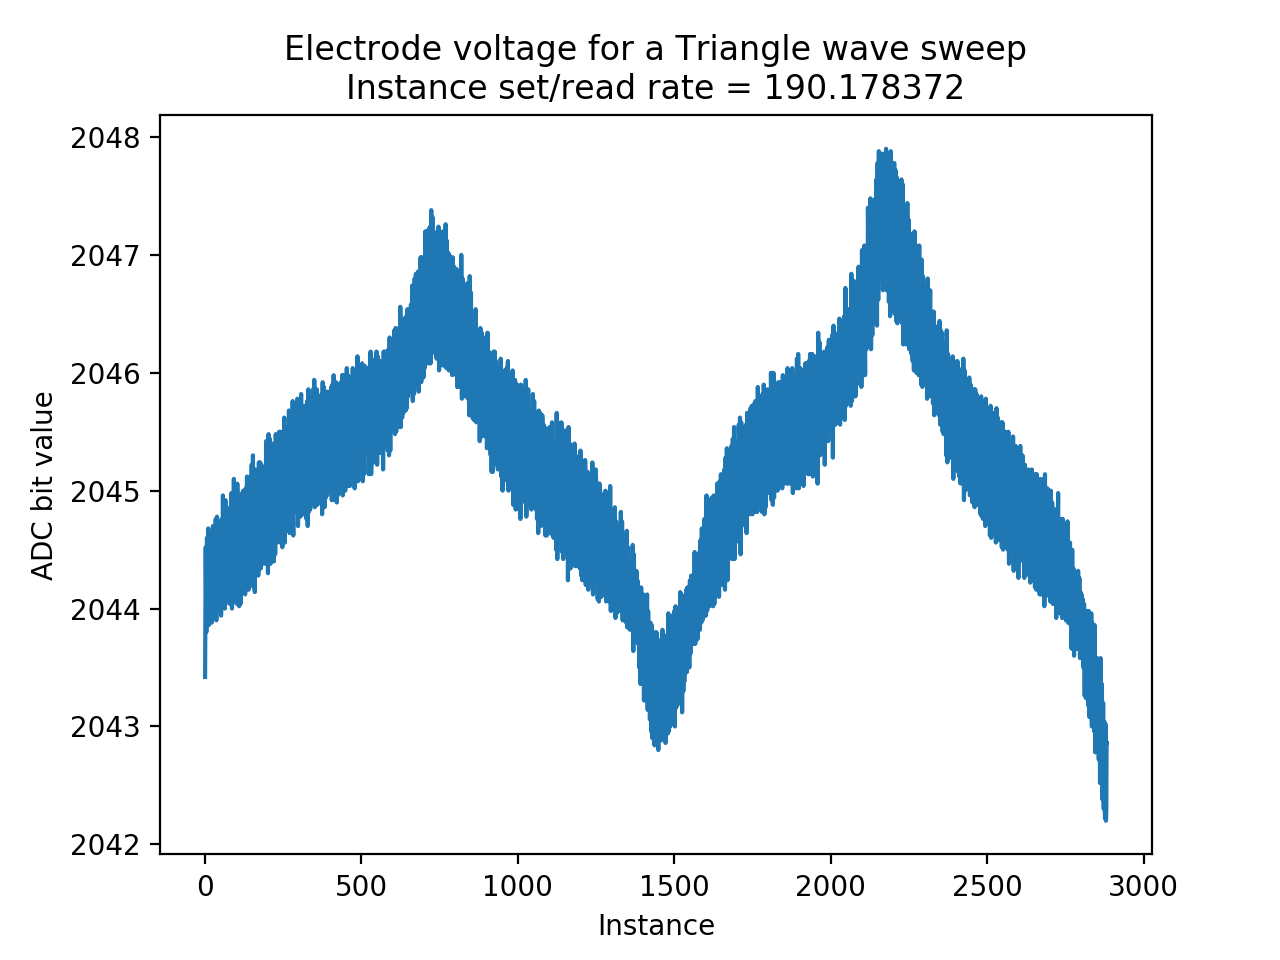 Electrode voltage for a Triangle wave sweep
Instance set/read rate = 190.178372
2048
2047
2046
2045
2044
2043
2042
ADC bit value
0 500 1000 1500 2000 2500 3000
Instance